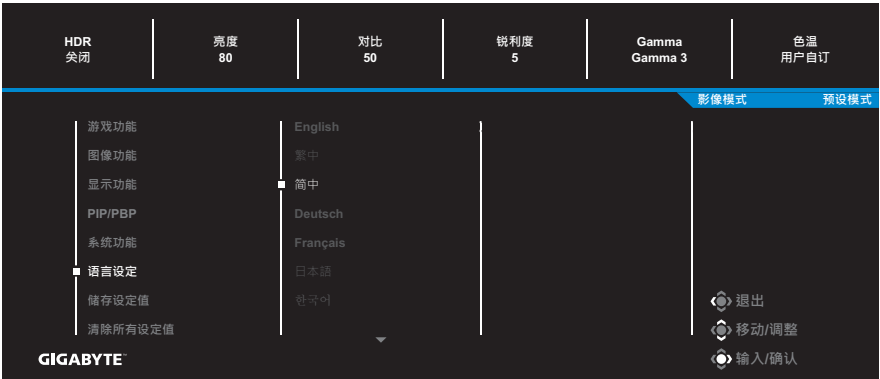 HDR 亮度 对比 锐利度 Gamma 色温
关闭 80 50 5 Gamma 3 用户自订
影像模式 预设模式
游戏功能 English
图像功能 繁中
显示功能 简中
PIP/PBP Deutsch
系统功能 Français
语言设定 日本語
储存设定值 한국어
退出
清除所有设定值
移动/调整
GIGABYTE™
输入/确认